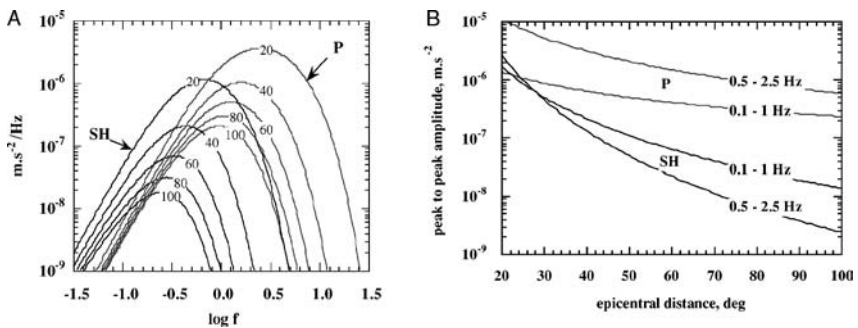 A
m.s⁻²/Hz
10⁻⁵
10⁻⁶
10⁻⁷
10⁻⁸
10⁻⁹
P
SH
20
20
40
40
60
60
80
80
100
100
-1.5 -1.0 -0.5 0.0 0.5 1.0 1.5
log f
B
peak to peak amplitude, m.s⁻²
10⁻⁵
10⁻⁶
10⁻⁷
10⁻⁸
10⁻⁹
P
0.5 - 2.5 Hz
0.1 - 1 Hz
SH
0.1 - 1 Hz
0.5 - 2.5 Hz
20 30 40 50 60 70 80 90 100
epicentral distance, deg